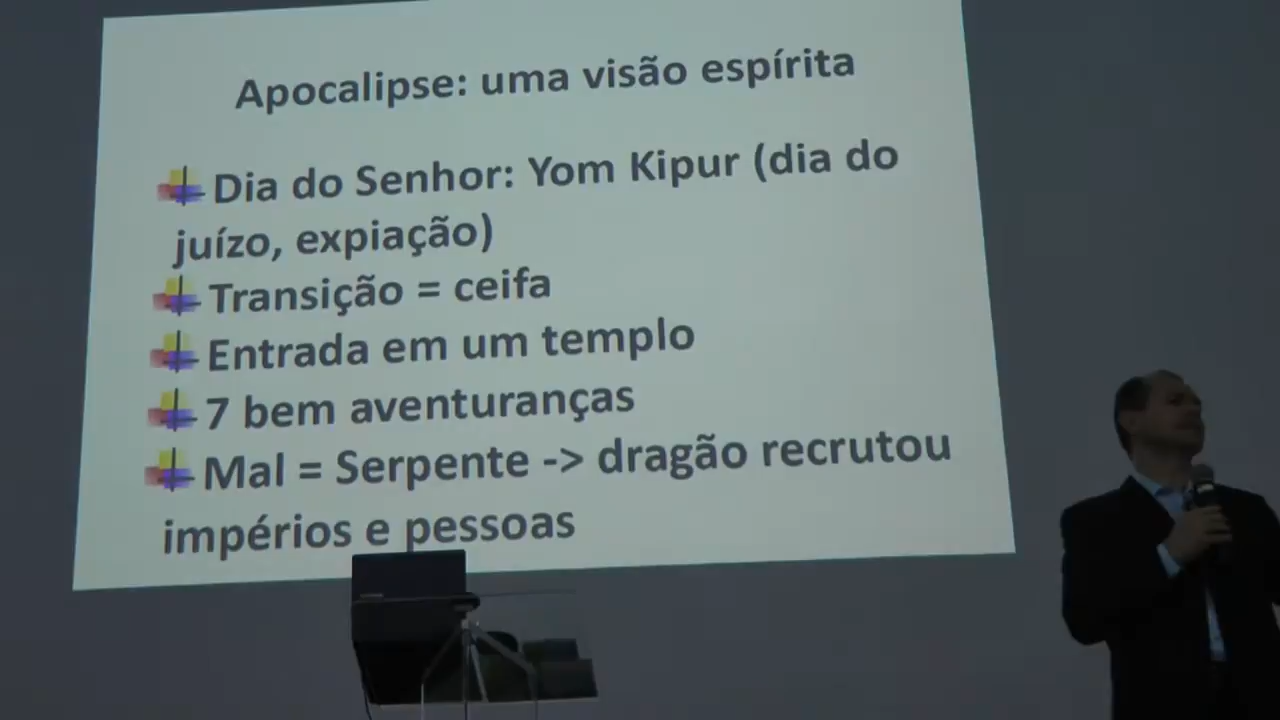 Apocalipse: uma visão espírita
Dia do Senhor: Yom Kipur (dia do
juízo, expiação)
Transição = ceifa
Entrada em um templo
7 bem aventuranças
Mal = Serpente -> dragão recrutou
impérios e pessoas